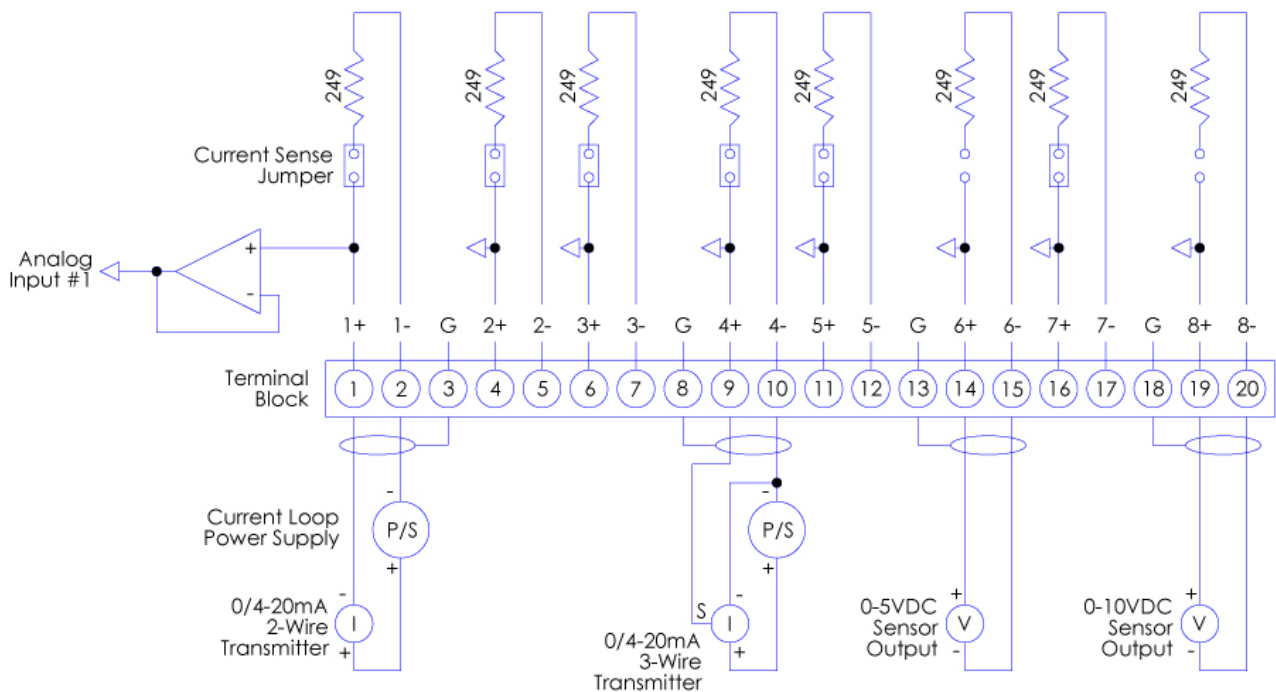 249 249 249 249 249 249 249 249
Current Sense
Jumper
Analog
Input #1
+
-
1+ 1- G 2+ 2- 3+ 3- G 4+ 4- 5+ 5- G 6+ 6- 7+ 7- G 8+ 8-
Terminal
Block
1 2 3 4 5 6 7 8 9 10 11 12 13 14 15 16 17 18 19 20
Current Loop
Power Supply
-
P/S
+
-
P/S
+
0/4-20mA
2-Wire
Transmitter
-
I
+
S
-
I
+
0/4-20mA
3-Wire
Transmitter
0-5VDC
Sensor
Output
+
V
-
0-10VDC
Sensor
Output
+
V
-